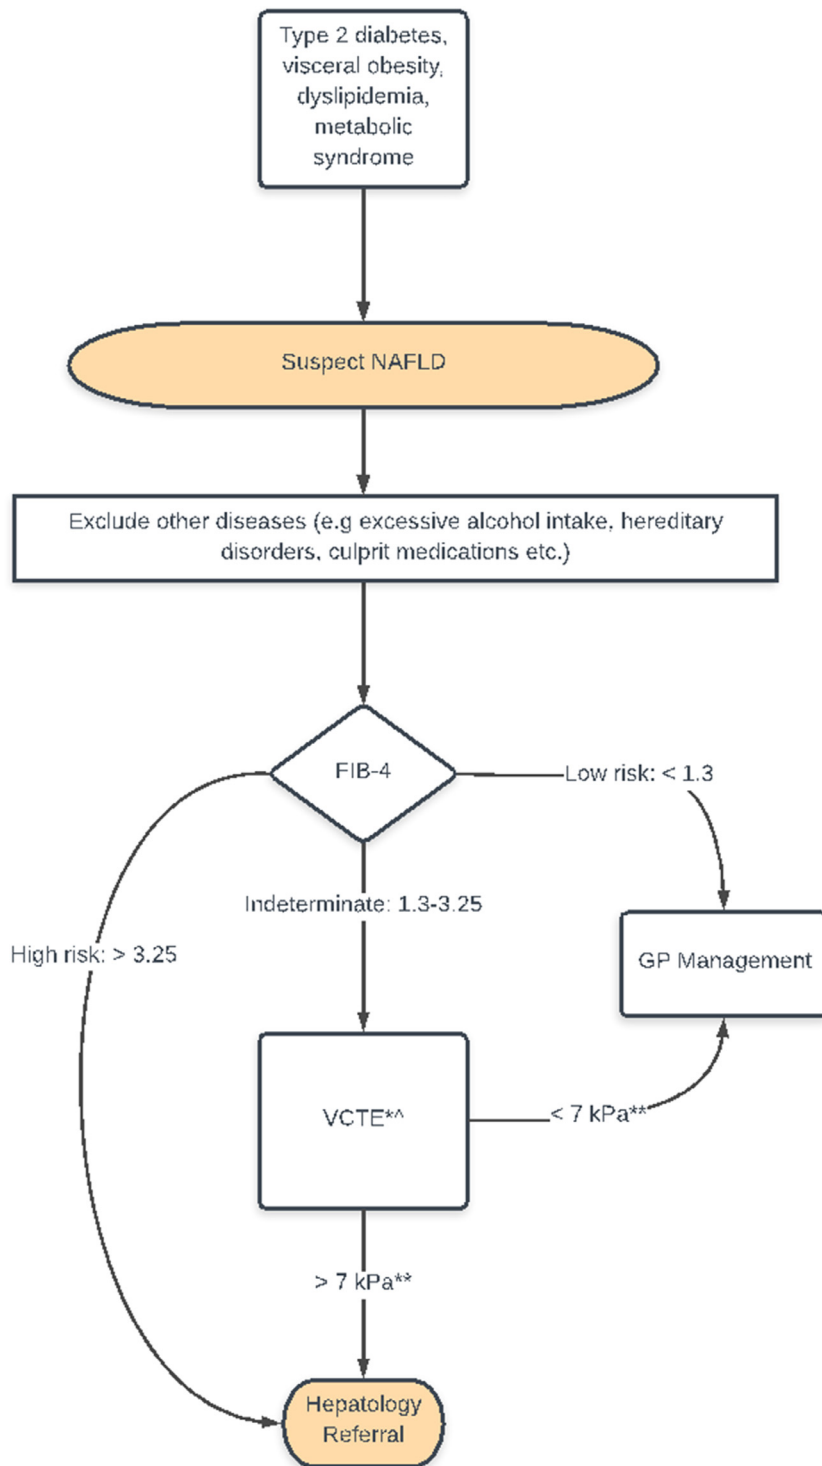 Type 2 diabetes,
visceral obesity,
dyslipidemia,
metabolic
syndrome
Suspect NAFLD
Exclude other diseases (e.g excessive alcohol intake, hereditary
disorders, culprit medications etc.)
FIB-4
Low risk: < 1.3
Indeterminate: 1.3-3.25
High risk: > 3.25
GP Management
VCTE*^
< 7 kPa**
> 7 kPa**
Hepatology
Referral